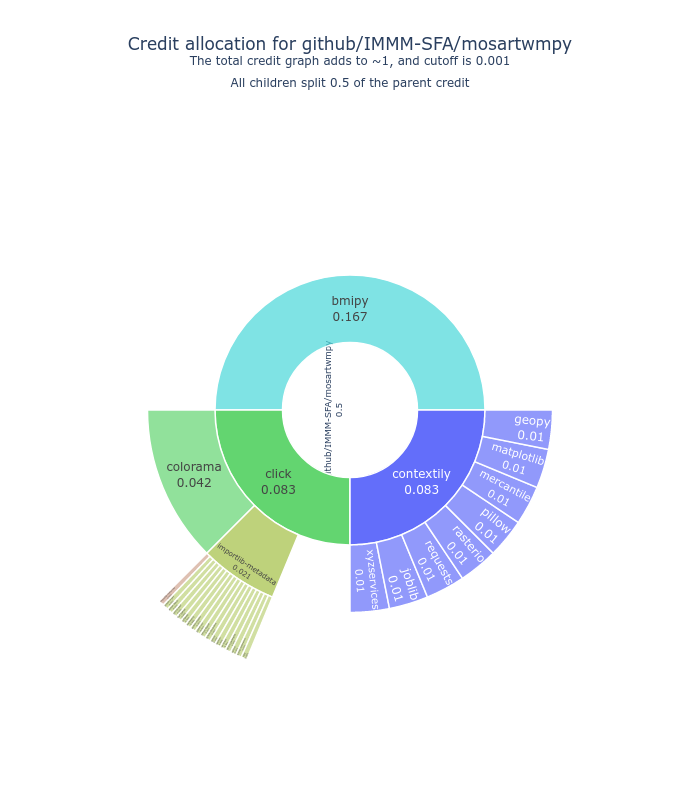 Credit allocation for github/IMMM-SFA/mosartwmpy
The total credit graph adds to ~1, and cutoff is 0.001
All children split 0.5 of the parent credit
bmipy
0.167
github/IMMM-SFA/mosartwmpy
0.5
click
0.083
contextily
0.083
colorama
0.042
importlib-metadata
0.021
geopy
0.01
matplotlib
0.01
mercantile
0.01
pillow
0.01
rasterio
0.01
requests
0.01
joblib
0.01
xyzservices
0.01